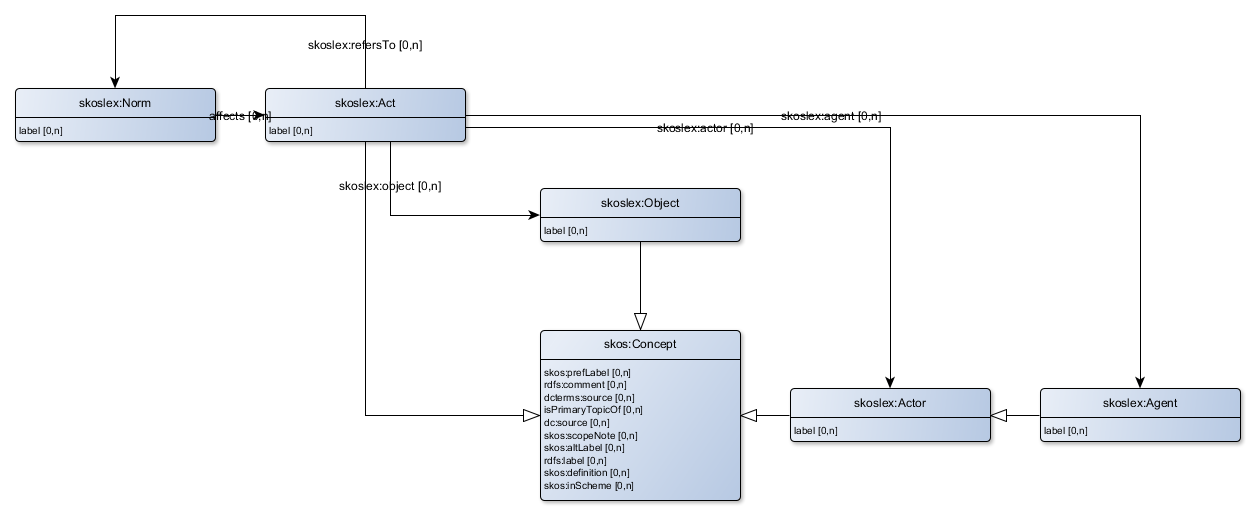 skoslex:refersTo [0,n]
skoslex:Norm
label [0,n]
affects [0,n]
skoslex:Act
label [0,n]
skoslex:agent [0,n]
skoslex:actor [0,n]
skoslex:object [0,n]
skoslex:Object
label [0,n]
skos:Concept
skos:prefLabel [0,n]
rdfs:comment [0,n]
dcterms:source [0,n]
isPrimaryTopicOf [0,n]
dc:source [0,n]
skos:scopeNote [0,n]
skos:altLabel [0,n]
rdfs:label [0,n]
skos:definition [0,n]
skos:inScheme [0,n]
skoslex:Actor
label [0,n]
skoslex:Agent
label [0,n]